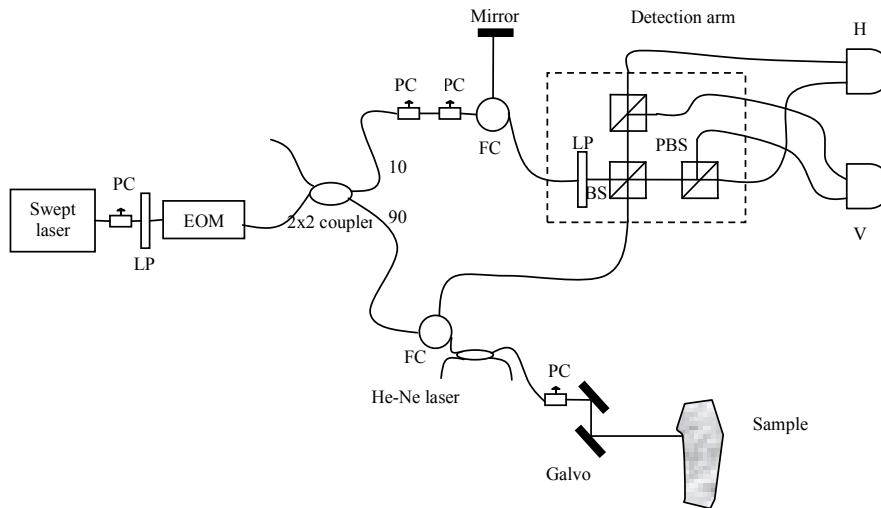 Mirror
Detection arm
H
PC
PC
FC
LP
PBS
BS
10
Swept
laser
PC
LP
EOM
2x2 coupler
90
V
FC
He-Ne laser
PC
Galvo
Sample